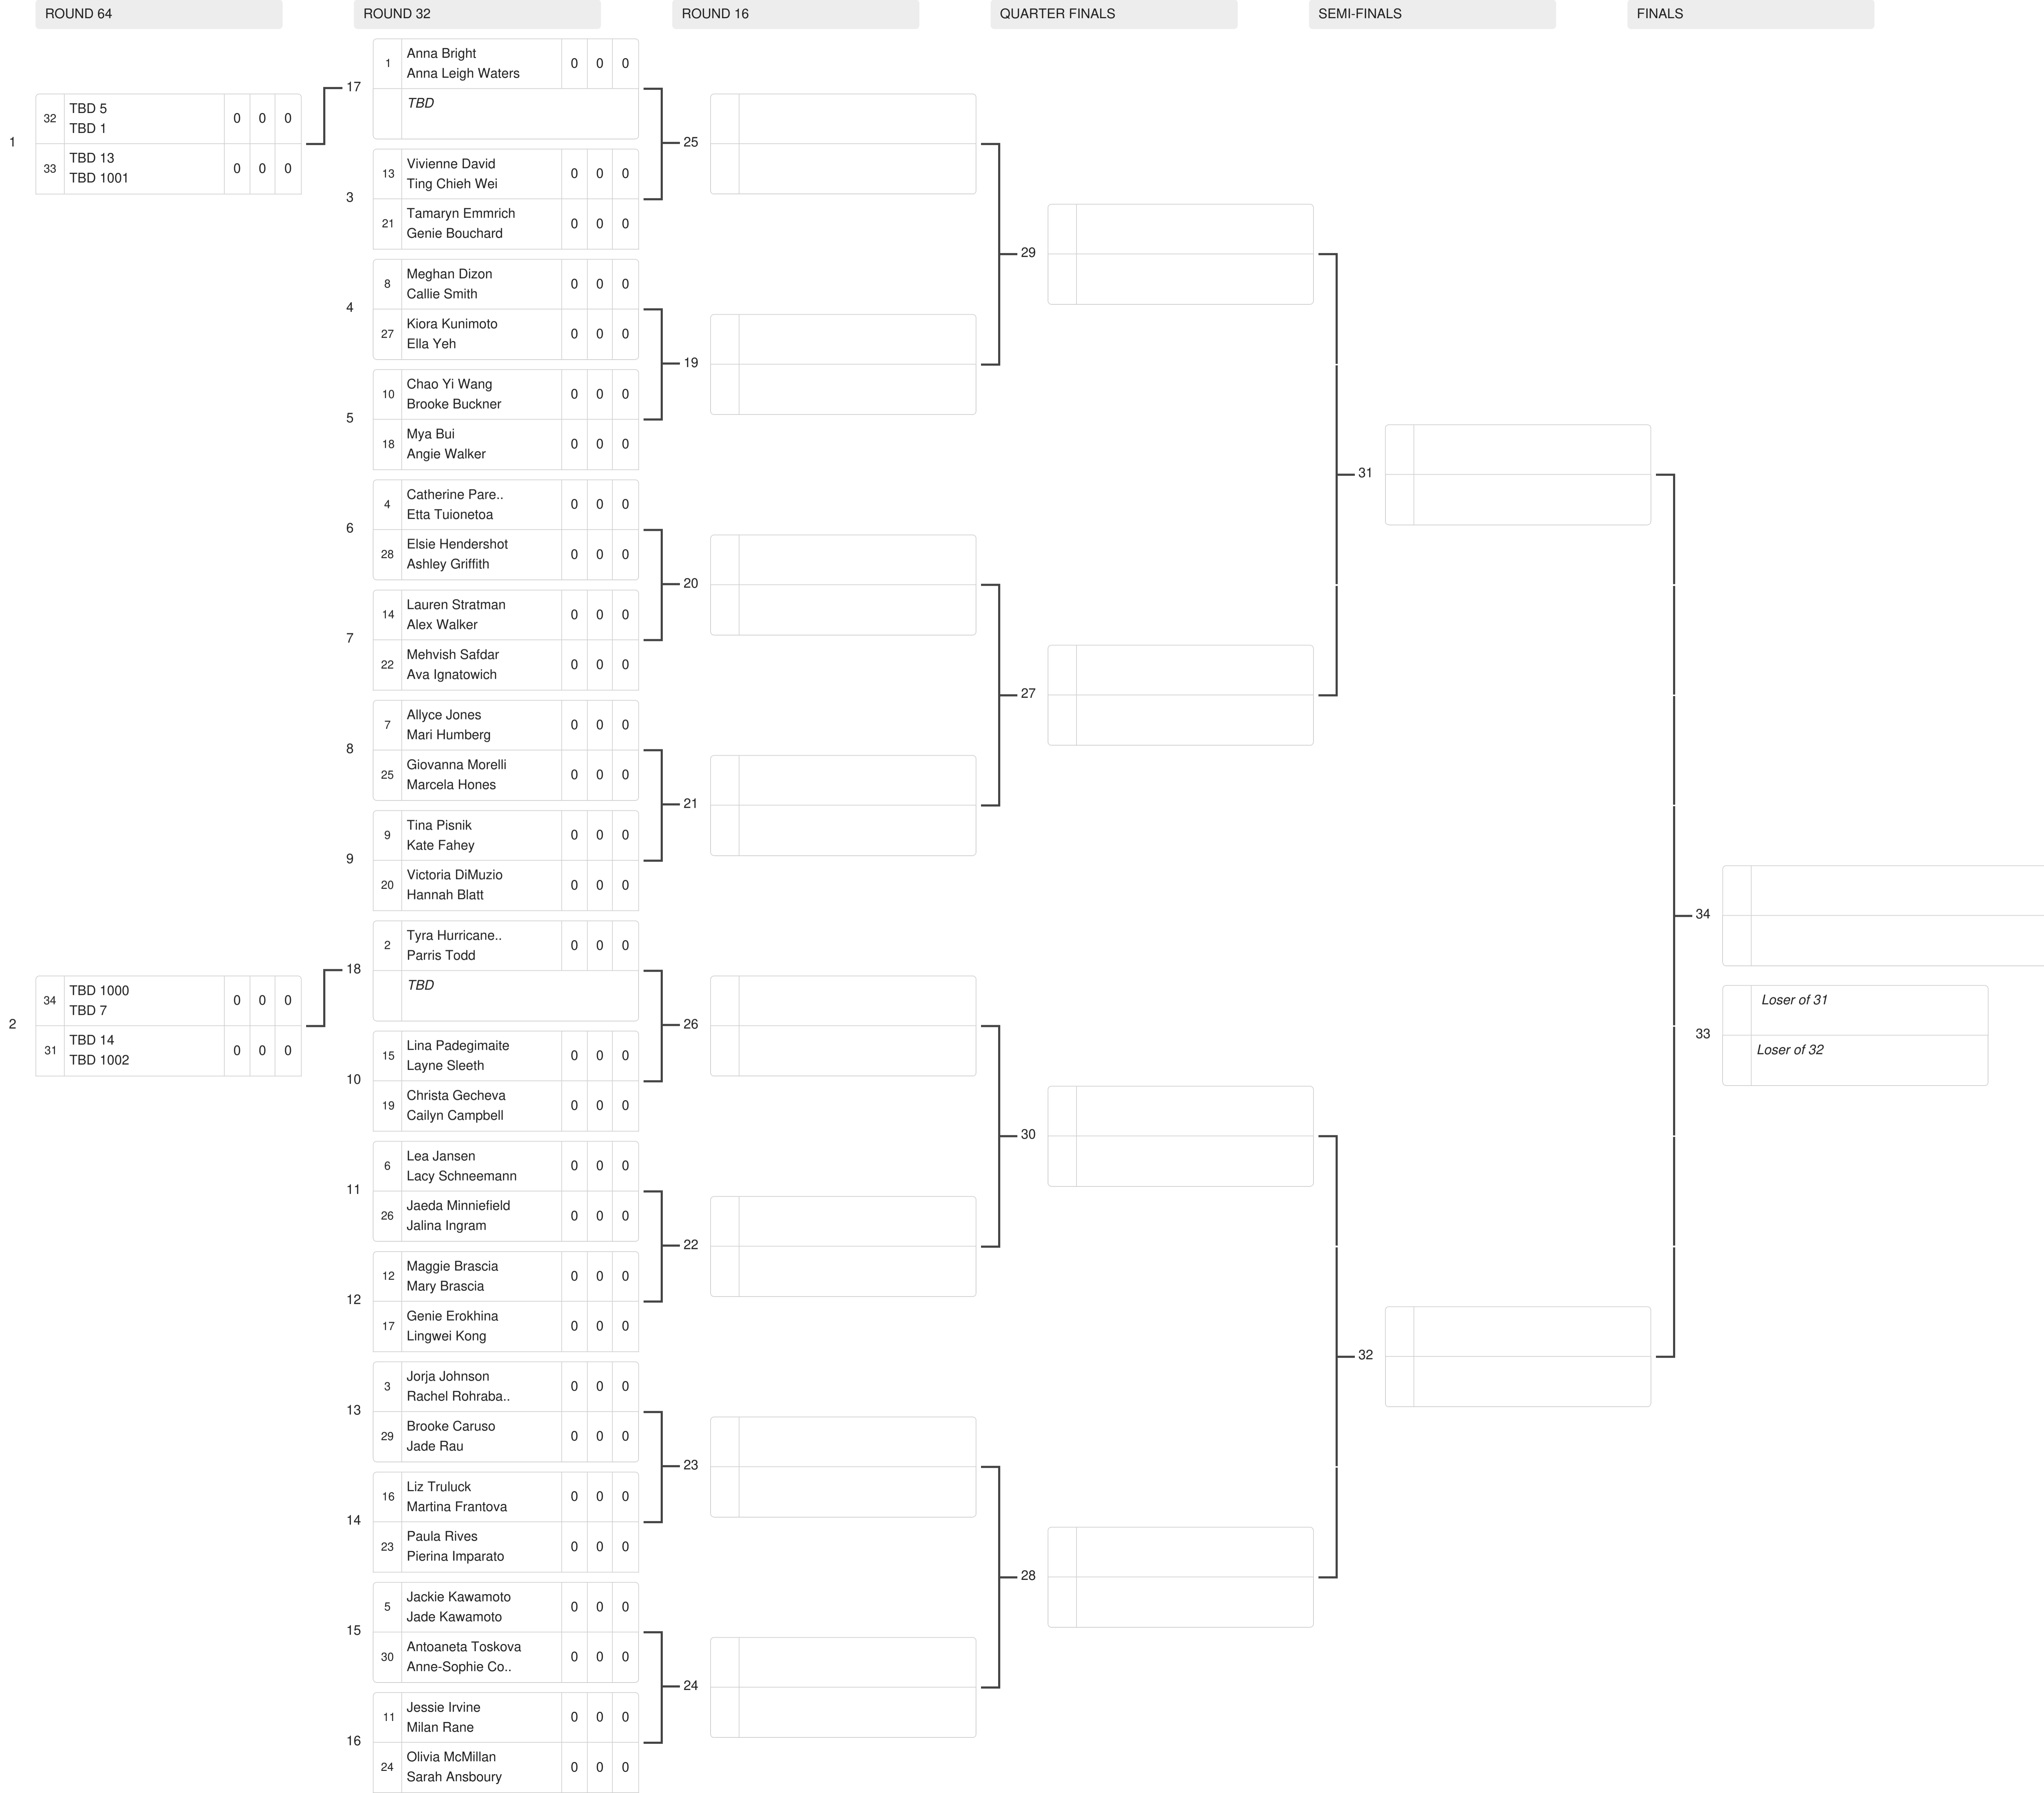 ROUND 64
ROUND 32
ROUND 16
QUARTER FINALS
SEMI-FINALS
FINALS
1
32 TBD 5 0 0 0
TBD 1
33 TBD 13 0 0 0
TBD 1001
2
34 TBD 1000 0 0 0
TBD 7
31 TBD 14 0 0 0
TBD 1002
17
1 Anna Bright 0 0 0
Anna Leigh Waters
TBD
3
13 Vivienne David 0 0 0
Ting Chieh Wei
21 Tamaryn Emmrich 0 0 0
Genie Bouchard
4
8 Meghan Dizon 0 0 0
Callie Smith
27 Kiora Kunimoto 0 0 0
Ella Yeh
5
10 Chao Yi Wang 0 0 0
Brooke Buckner
18 Mya Bui 0 0 0
Angie Walker
6
4 Catherine Pare.. 0 0 0
Etta Tuionetoa
28 Elsie Hendershot 0 0 0
Ashley Griffith
7
14 Lauren Stratman 0 0 0
Alex Walker
22 Mehvish Safdar 0 0 0
Ava Ignatowich
8
7 Allyce Jones 0 0 0
Mari Humberg
25 Giovanna Morelli 0 0 0
Marcela Hones
9
9 Tina Pisnik 0 0 0
Kate Fahey
20 Victoria DiMuzio 0 0 0
Hannah Blatt
18
2 Tyra Hurricane.. 0 0 0
Parris Todd
TBD
10
15 Lina Padegimaite 0 0 0
Layne Sleeth
19 Christa Gecheva 0 0 0
Cailyn Campbell
11
6 Lea Jansen 0 0 0
Lacy Schneemann
26 Jaeda Minniefield 0 0 0
Jalina Ingram
12
12 Maggie Brascia 0 0 0
Mary Brascia
17 Genie Erokhina 0 0 0
Lingwei Kong
13
3 Jorja Johnson 0 0 0
Rachel Rohraba..
29 Brooke Caruso 0 0 0
Jade Rau
14
16 Liz Truluck 0 0 0
Martina Frantova
23 Paula Rives 0 0 0
Pierina Imparato
15
5 Jackie Kawamoto 0 0 0
Jade Kawamoto
30 Antoaneta Toskova 0 0 0
Anne-Sophie Co..
16
11 Jessie Irvine 0 0 0
Milan Rane
24 Olivia McMillan 0 0 0
Sarah Ansboury
25
19
20
21
26
22
23
24
29
27
30
28
31
32
34
33
Loser of 31
Loser of 32